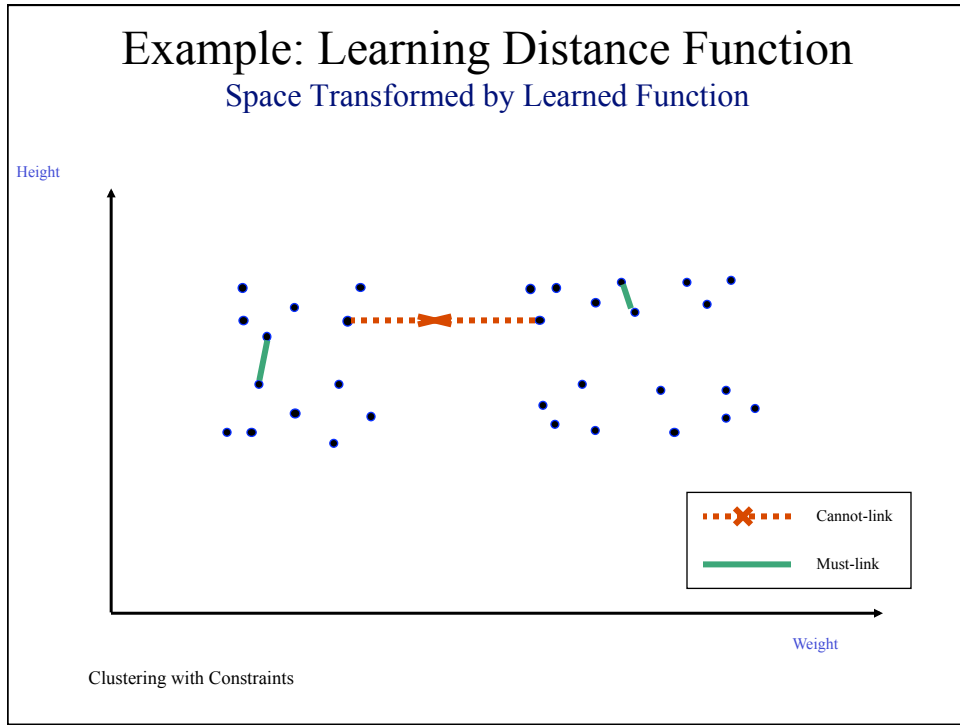 Example: Learning Distance Function
Space Transformed by Learned Function
Height
Cannot-link
Must-link
Weight
Clustering with Constraints